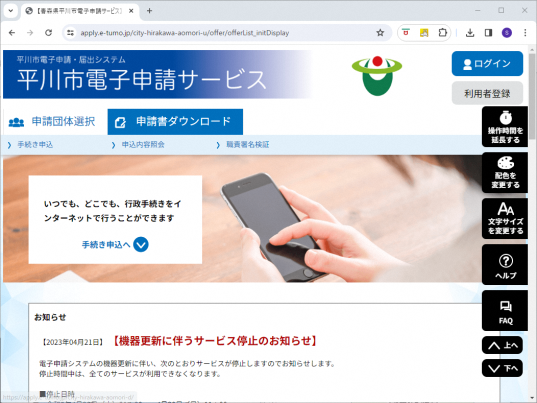 【青森県平川市電子申請サービス】
apply.e-tumo.jp/city-hirakawa-aomori-u/offer/offerList_initDisplay
平川市電子申請・届出システム
平川市電子申請サービス
ログイン
利用者登録
申請団体選択
申請書ダウンロード
手続き申込
申込内容照会
職責署名検証
操作時間を
延長する
配色を
変更する
文字サイズ
を変更する
ヘルプ
FAQ
上へ
下へ
いつでも、どこでも、行政手続きをイ
ンターネットで行うことができます
手続き申込へ
お知らせ
【2023年04月21日】 【機器更新に伴うサービス停止のお知らせ】
電子申請システムの機器更新に伴い、次のとおりサービスが停止しますのでお知らせします。
停止時間中は、全てのサービスが利用できなくなります。
■停止日時